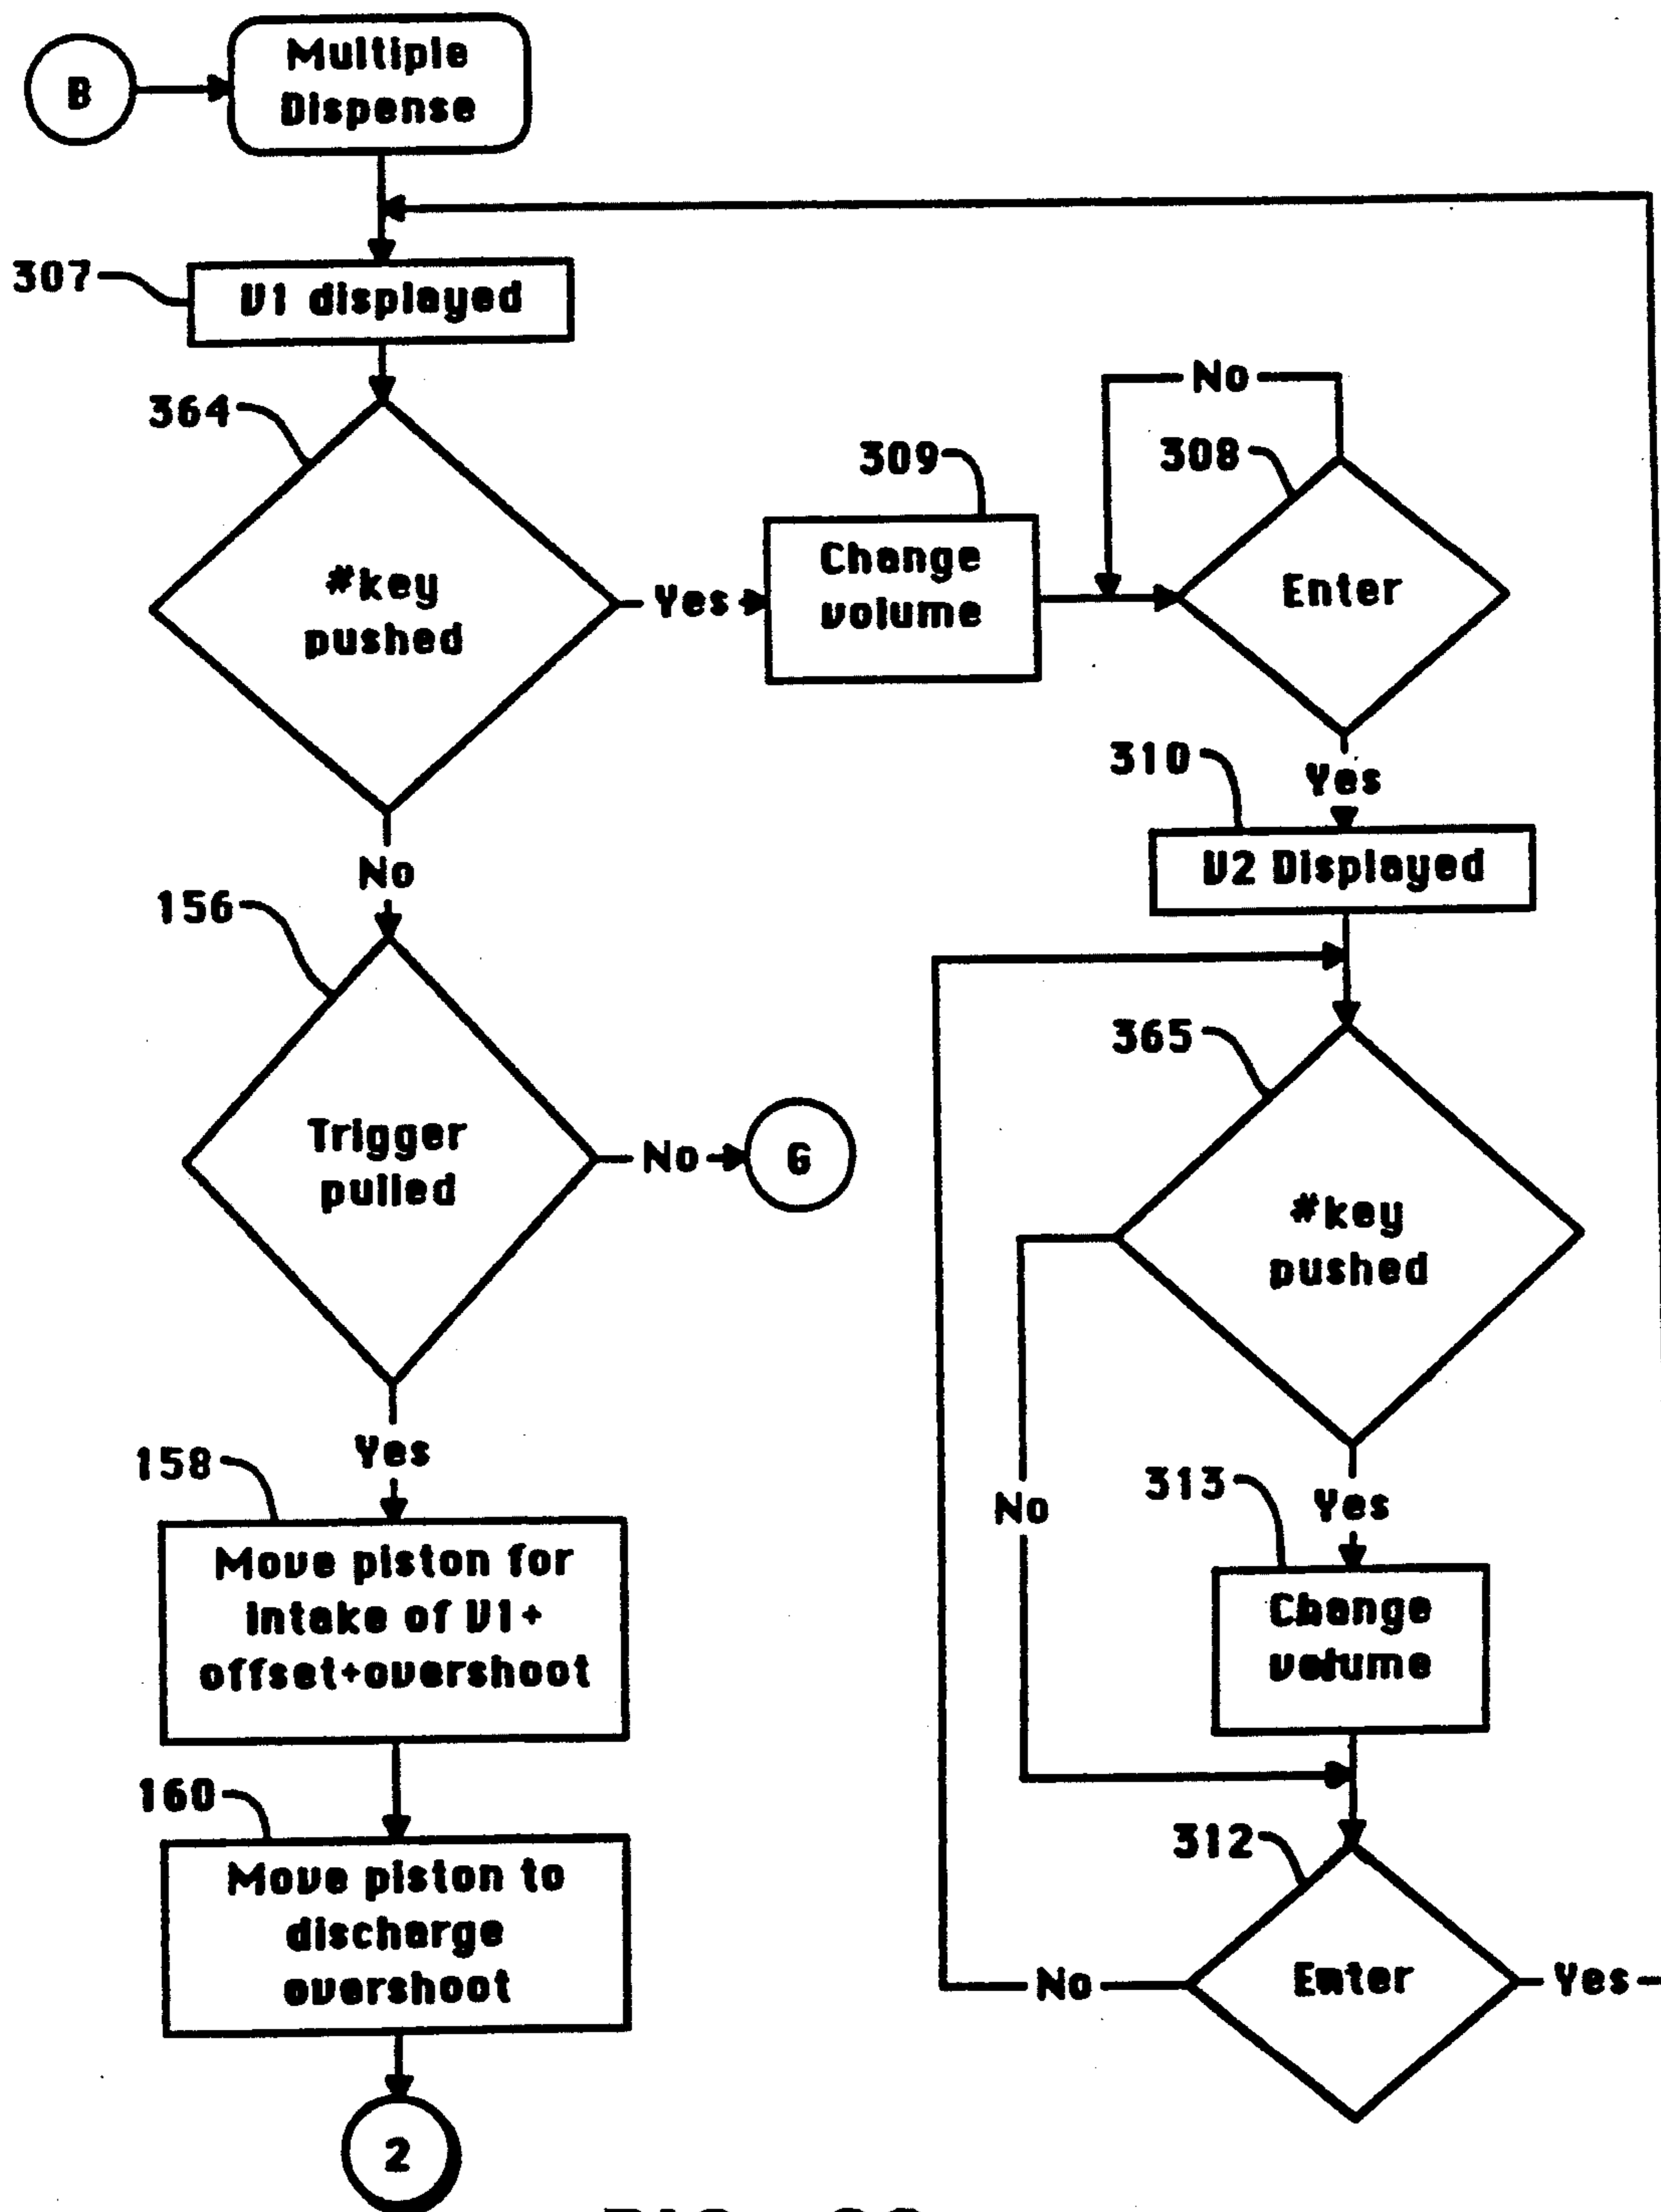 B
Multiple
Dispense
307
V1 displayed
364
#key
pushed
Yes
309
Change
volume
No
308
Enter
Yes
310
V2 Displayed
No
156
Trigger
pulled
No
G
365
#key
pushed
No
Yes
313
Change
volume
Yes
158
Move piston for
intake of V1+
offset+overshoot
160
Move piston to
discharge
overshoot
312
Enter
No
Yes
2